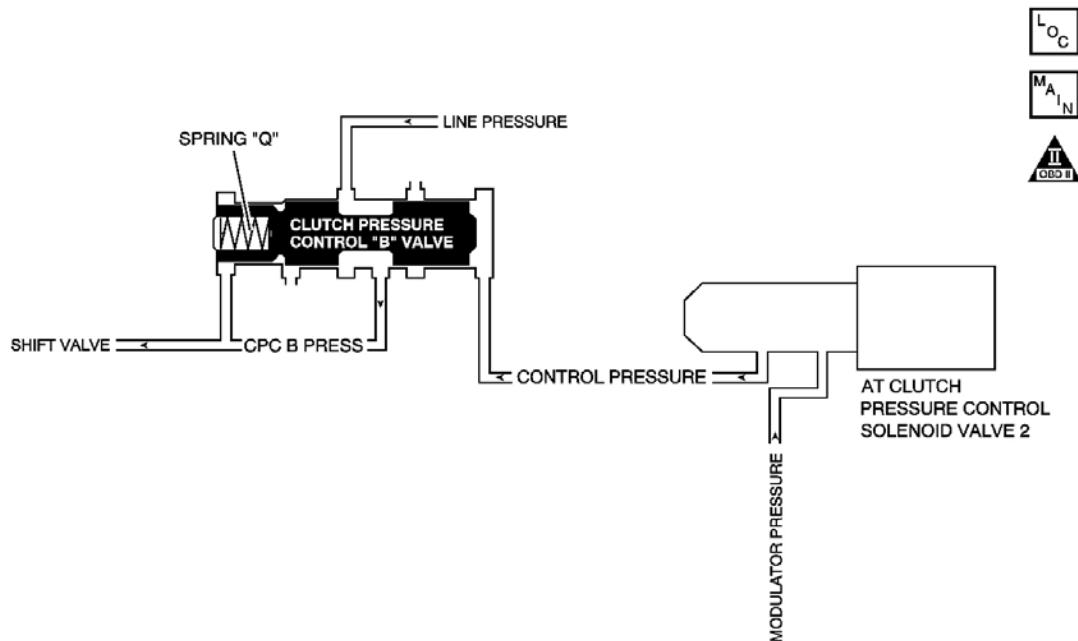 LOC
MAIN
II
OBD II
LINE PRESSURE
SPRING "Q"
CLUTCH PRESSURE
CONTROL "B" VALVE
SHIFT VALVE
CPC B PRESS
CONTROL PRESSURE
AT CLUTCH
PRESSURE CONTROL
SOLENOID VALVE 2
MODULATOR PRESSURE